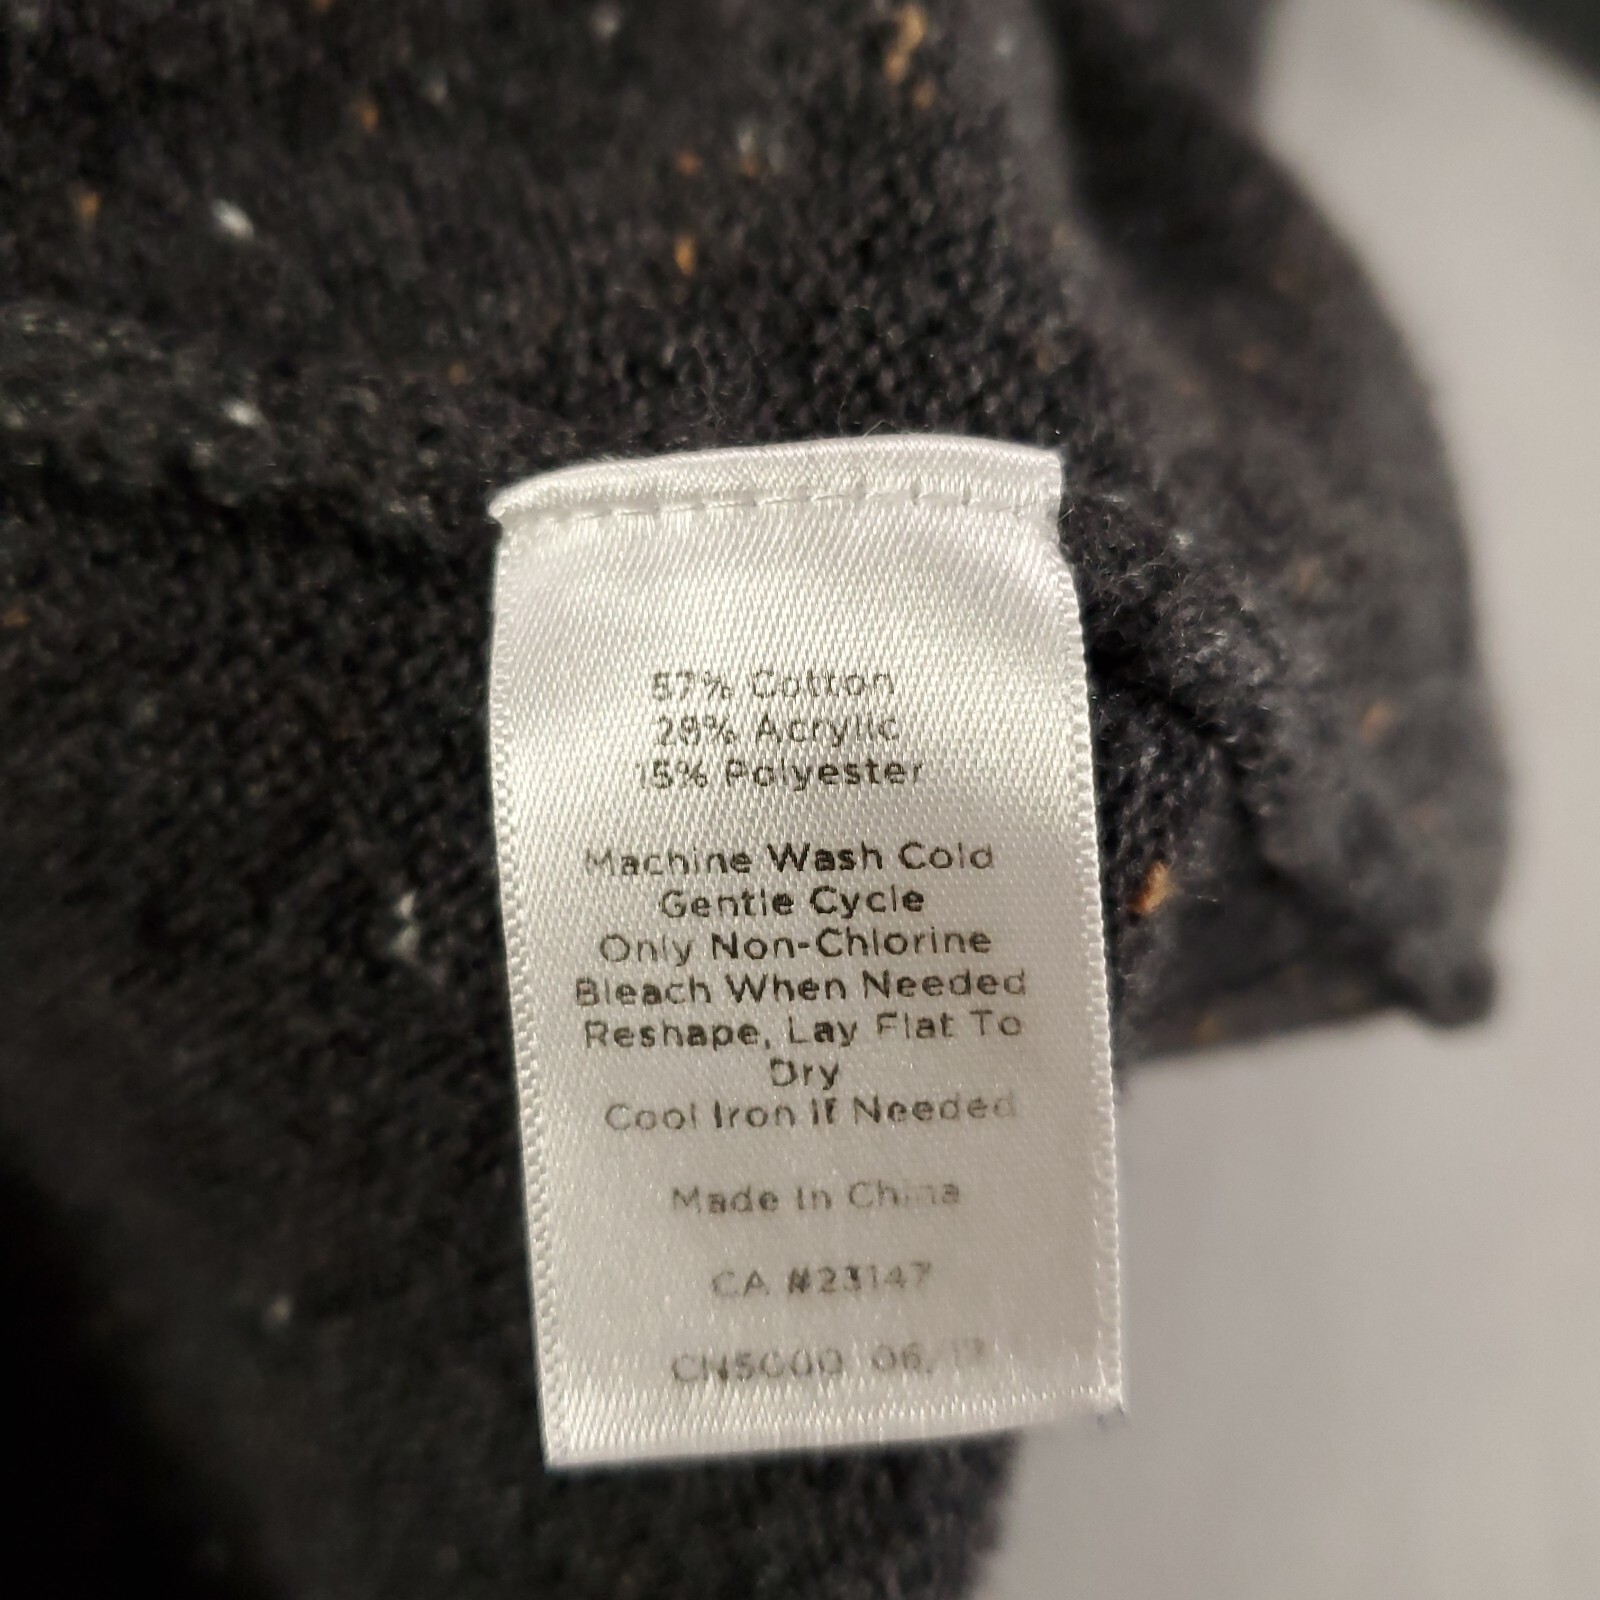 57% Cotton
28% Acrylic
15% Polyester
Machine Wash Cold
Gentle Cycle
Only Non-Chlorine
Bleach When Needed
Reshape, Lay Flat To
Dry
Cool Iron If Needed
Made In China
CA #23147
CN5000